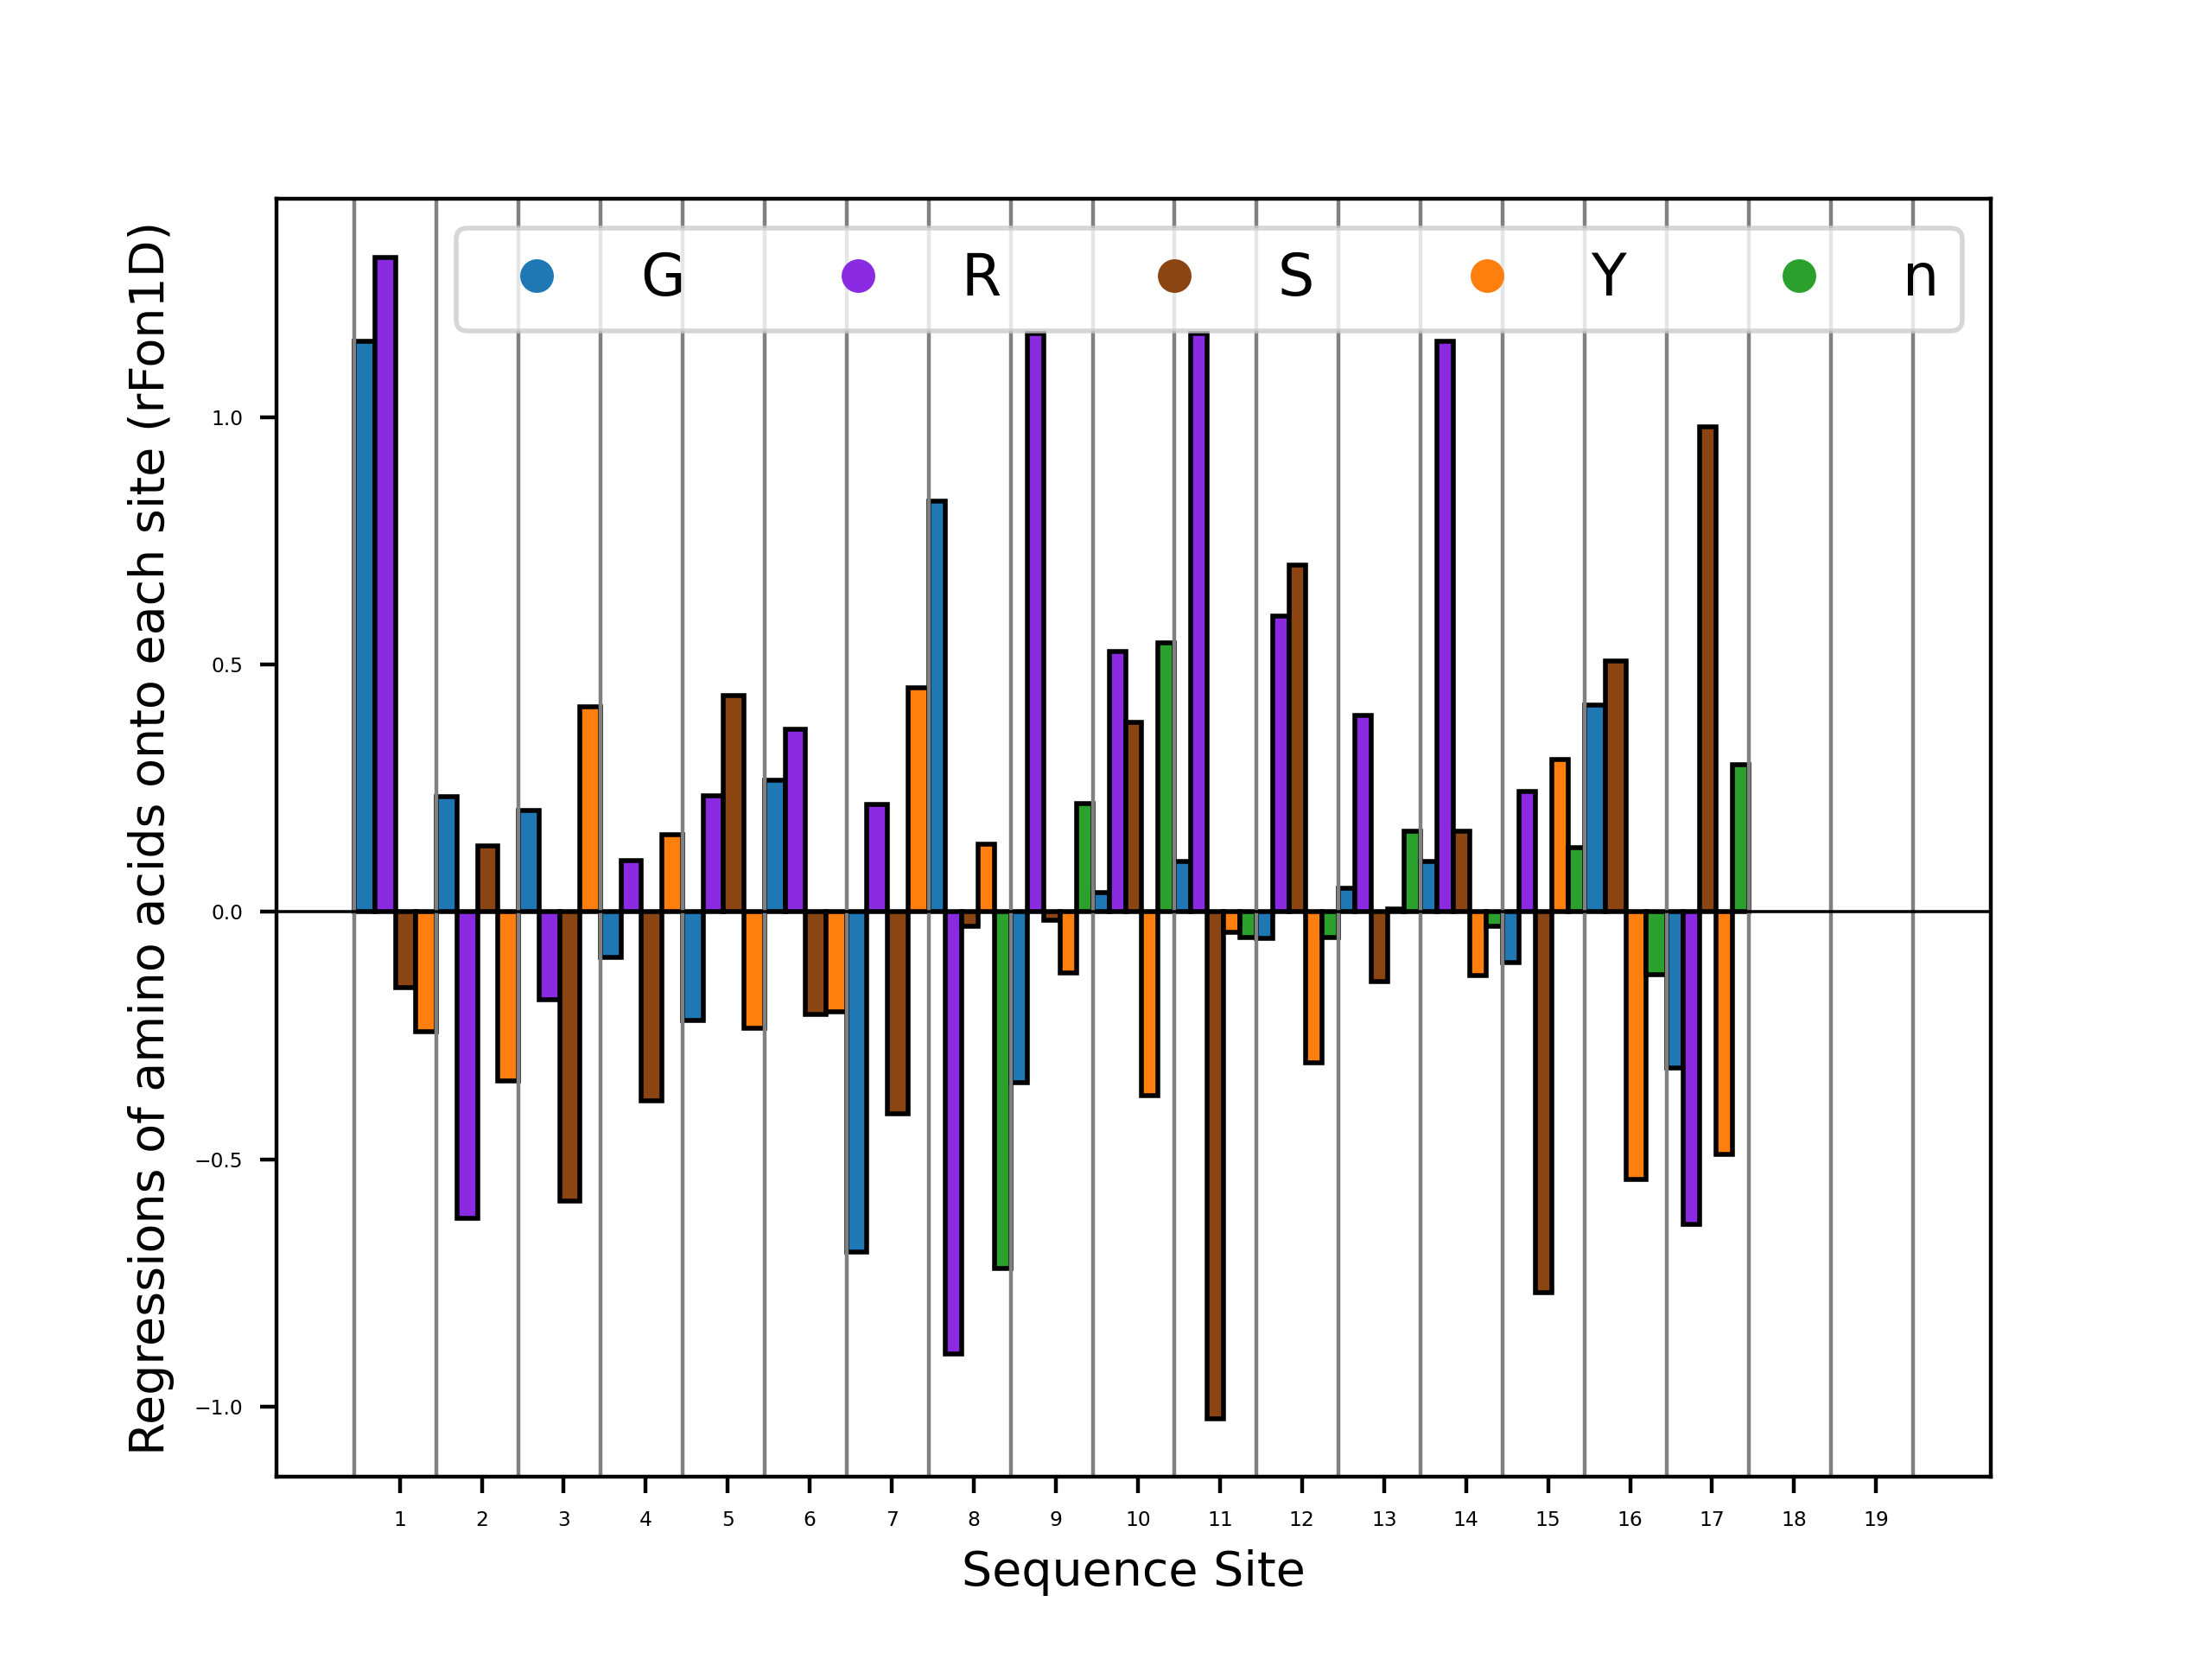 Regressions of amino acids onto each site (rFon1D)
G R S Y n
1.0
0.5
0.0
−0.5
−1.0
1 2 3 4 5 6 7 8 9 10 11 12 13 14 15 16 17 18 19
Sequence Site